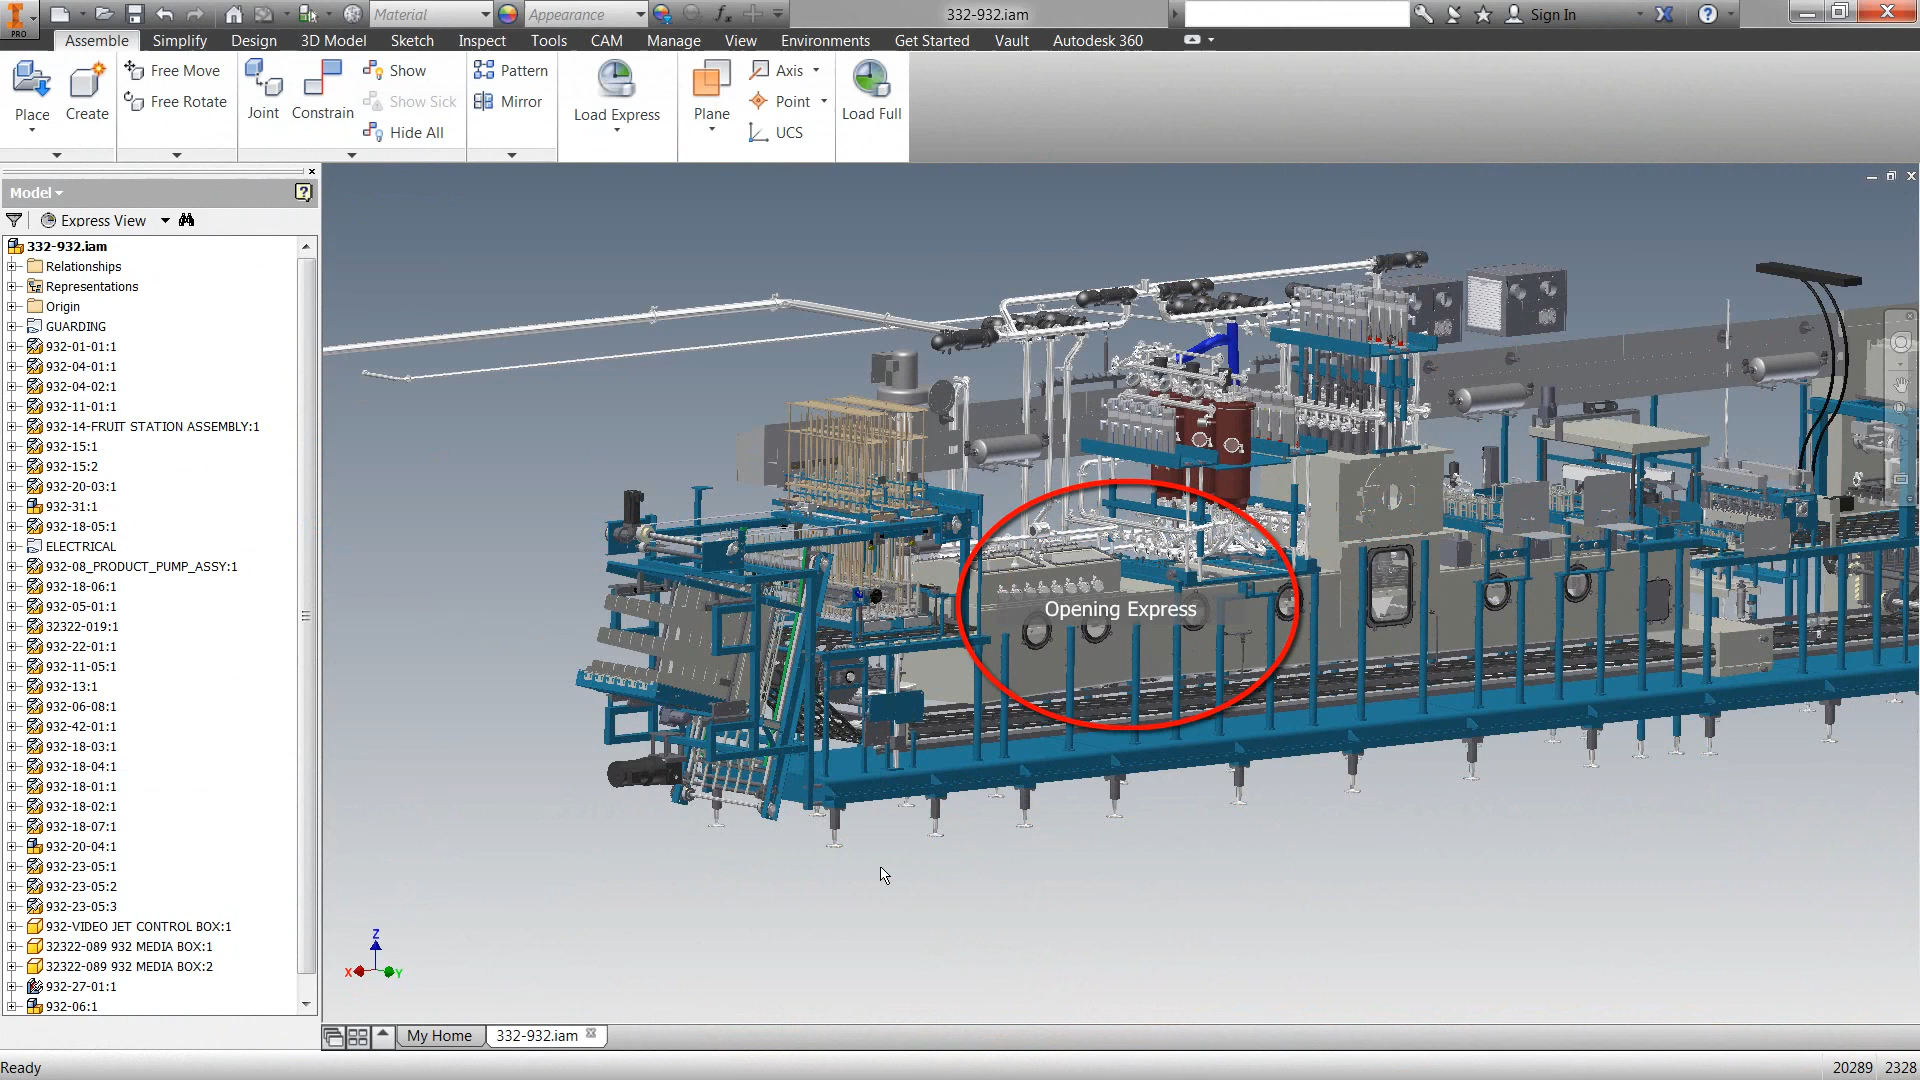 PRO
Material
Appearance
332-932.iam
Sign In
Assemble
Simplify
Design
3D Model
Sketch
Inspect
Tools
CAM
Manage
View
Environments
Get Started
Vault
Autodesk 360
Place
Create
Free Move
Free Rotate
Joint
Constrain
Show
Show Sick
Hide All
Pattern
Mirror
Load Express
Plane
Axis
Point
UCS
Load Full
Model
Express View
332-932.iam
Relationships
Representations
Origin
GUARDING
932-01-01:1
932-04-01:1
932-04-02:1
932-11-01:1
932-14-FRUIT STATION ASSEMBLY:1
932-15:1
932-15:2
932-20-03:1
932-31:1
932-18-05:1
ELECTRICAL
932-08_PRODUCT_PUMP_ASSY:1
932-18-06:1
932-05-01:1
32322-019:1
932-22-01:1
932-11-05:1
932-13:1
932-06-08:1
932-42-01:1
932-18-03:1
932-18-04:1
932-18-01:1
932-18-02:1
932-18-07:1
932-20-04:1
932-23-05:1
932-23-05:2
932-23-05:3
932-VIDEO JET CONTROL BOX:1
32322-089 932 MEDIA BOX:1
32322-089 932 MEDIA BOX:2
932-27-01:1
932-06:1
Opening Express
Z
X
Y
My Home
332-932.iam
Ready
20289 2328